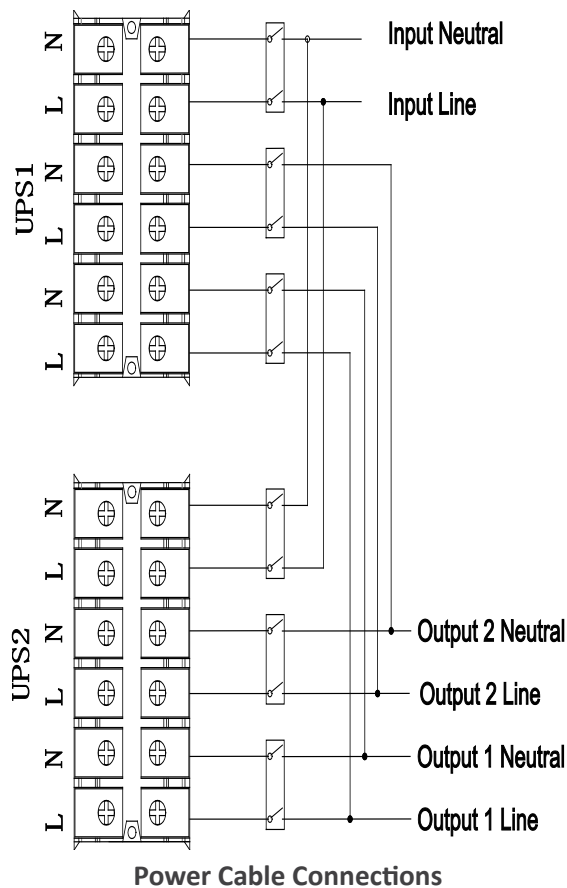 N
Input Neutral
L
Input Line
UPS1
N
L
N
L
N
L
UPS2
N
Output 2 Neutral
L
Output 2 Line
N
Output 1 Neutral
L
Output 1 Line
Power Cable Connections